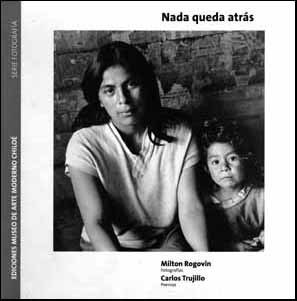 Nada queda atrás
SERIE FOTOGRAFÍA
EDICIONES MUSEO DE ARTE MODERNO CHILOÉ
Milton Rogovin
Fotografías
Carlos Trujillo
Poemas